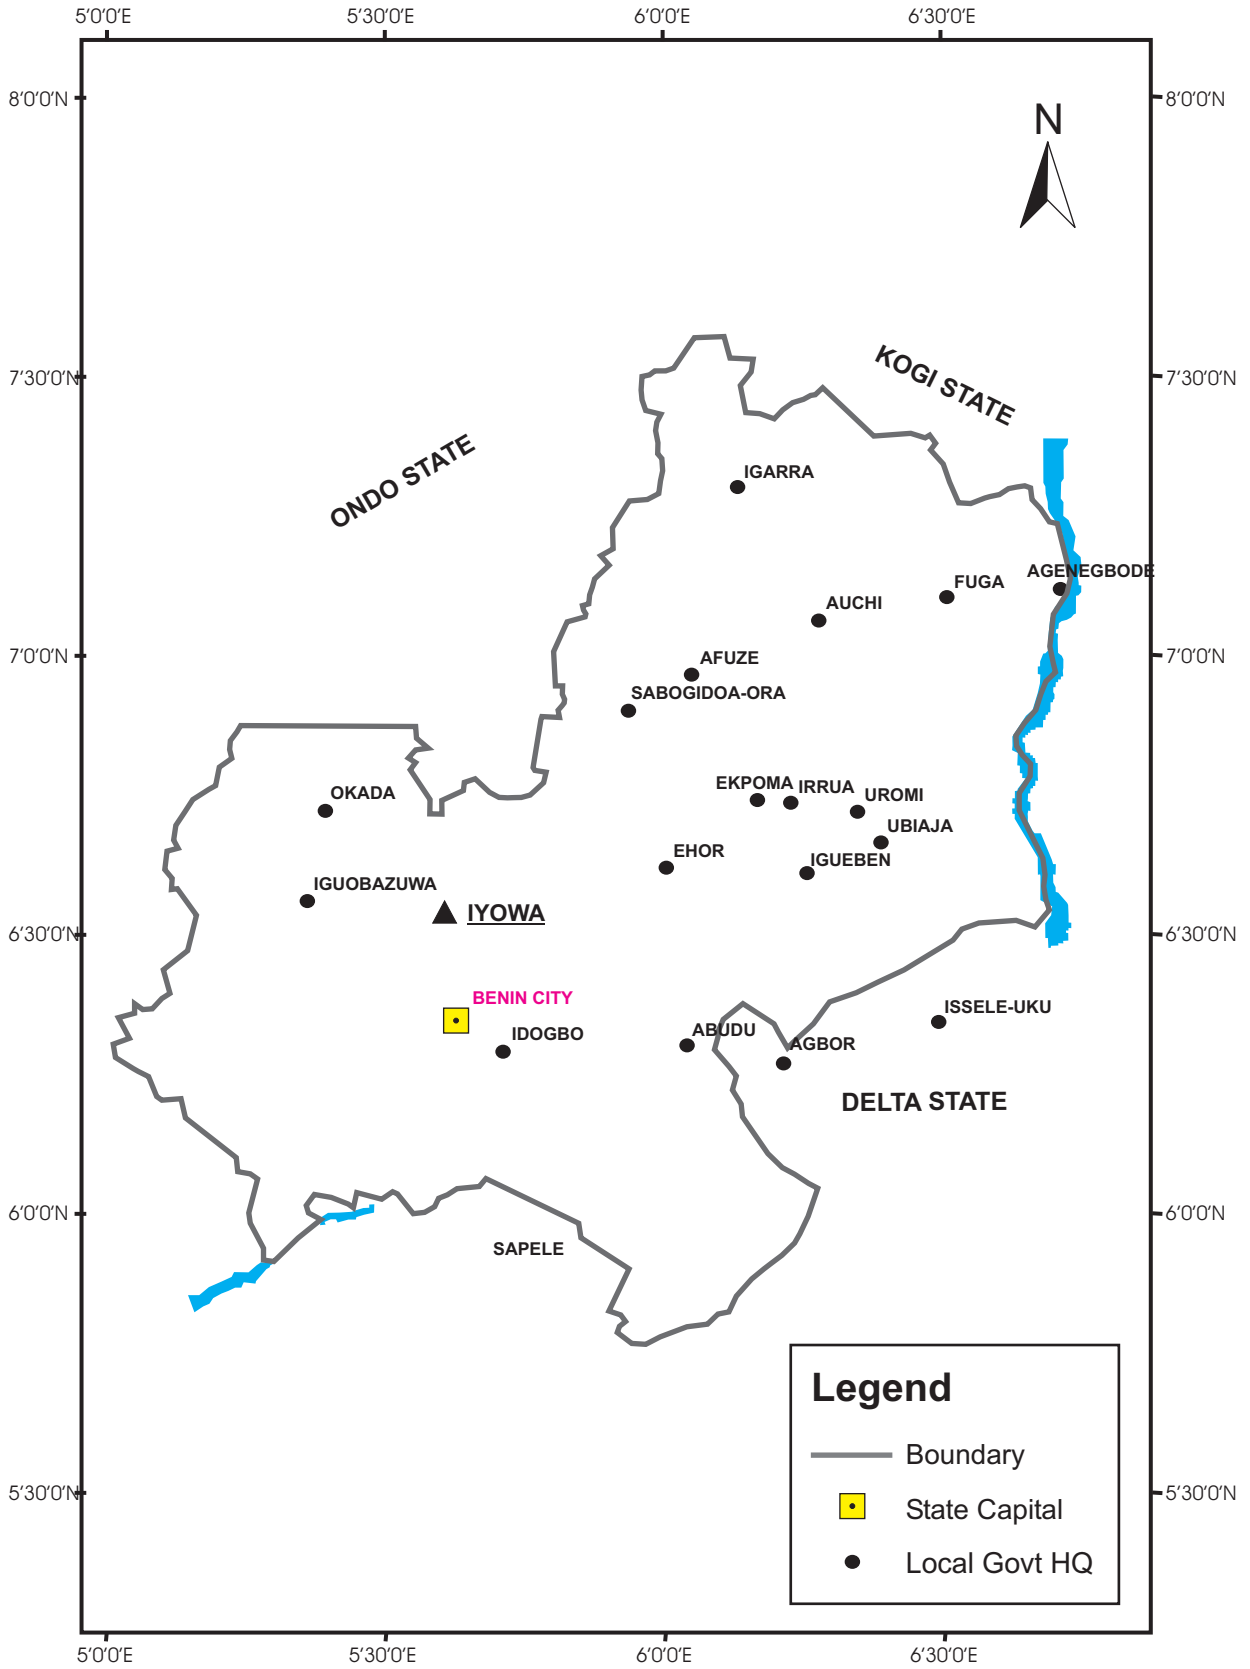 5'0'0'E 5'30'0'E 6'0'0'E 6'30'0'E
8'0'0'N 8'0'0'N
N
7'30'0'N 7'30'0'N
KOGI STATE
ONDO STATE
IGARRA
AGENEGBODE
FUGA
AUCHI
7'0'0'N 7'0'0'N
AFUZE
SABOGIDOA-ORA
EKPOMA IRRUA
OKADA UROMI
UBIAJA
EHOR
IGUEBEN
IGUOBAZUWA
IYOWA
6'30'0'N 6'30'0'N
BENIN CITY
ISSELE-UKU
IDOGBO ABUDU
AGBOR
DELTA STATE
6'0'0'N 6'0'0'N
SAPELE
Legend
Boundary
5'30'0'N 5'30'0'N
State Capital
Local Govt HQ
5'0'0'E 5'30'0'E 6'0'0'E 6'30'0'E